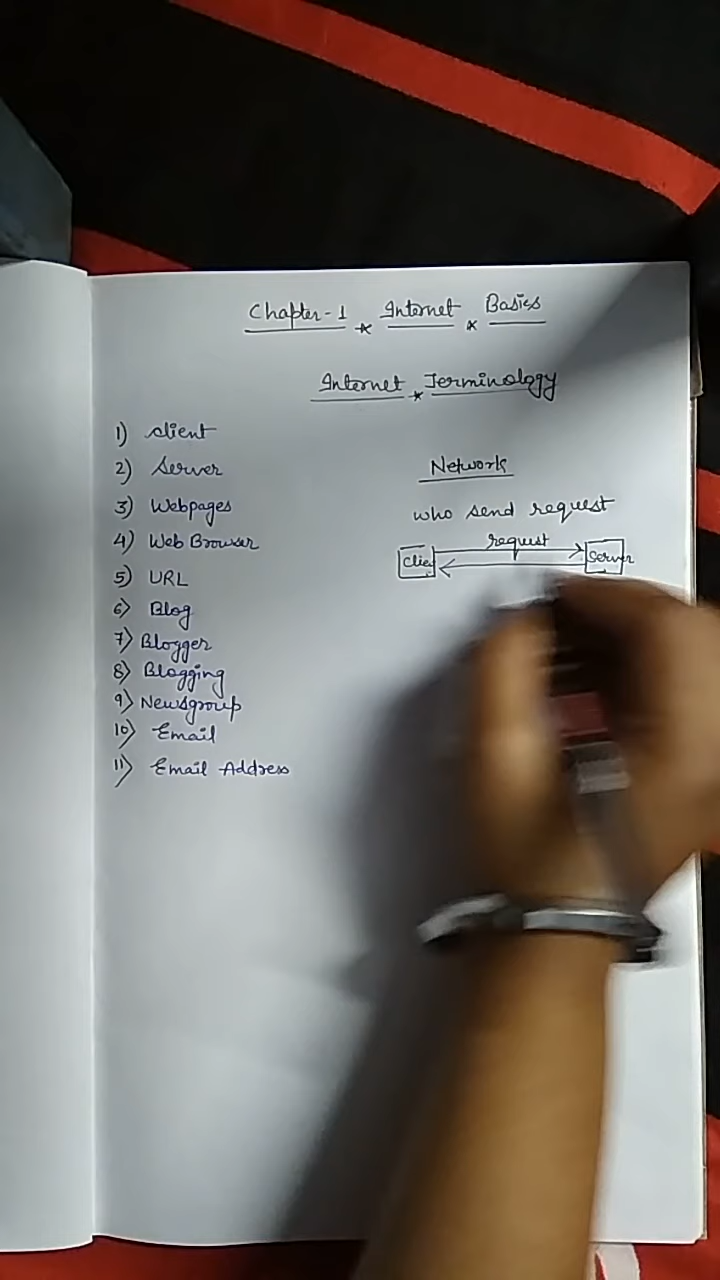 Chapter-1 * Internet * Basics
Internet * Terminology
1) Client
2) Server
3) Webpages
4) Web Browser
5) URL
6) Blog
7) Blogger
8) Blogging
9) Newsgroup
10) Email
11) Email Address
Network
who send request
request
Clie
Server